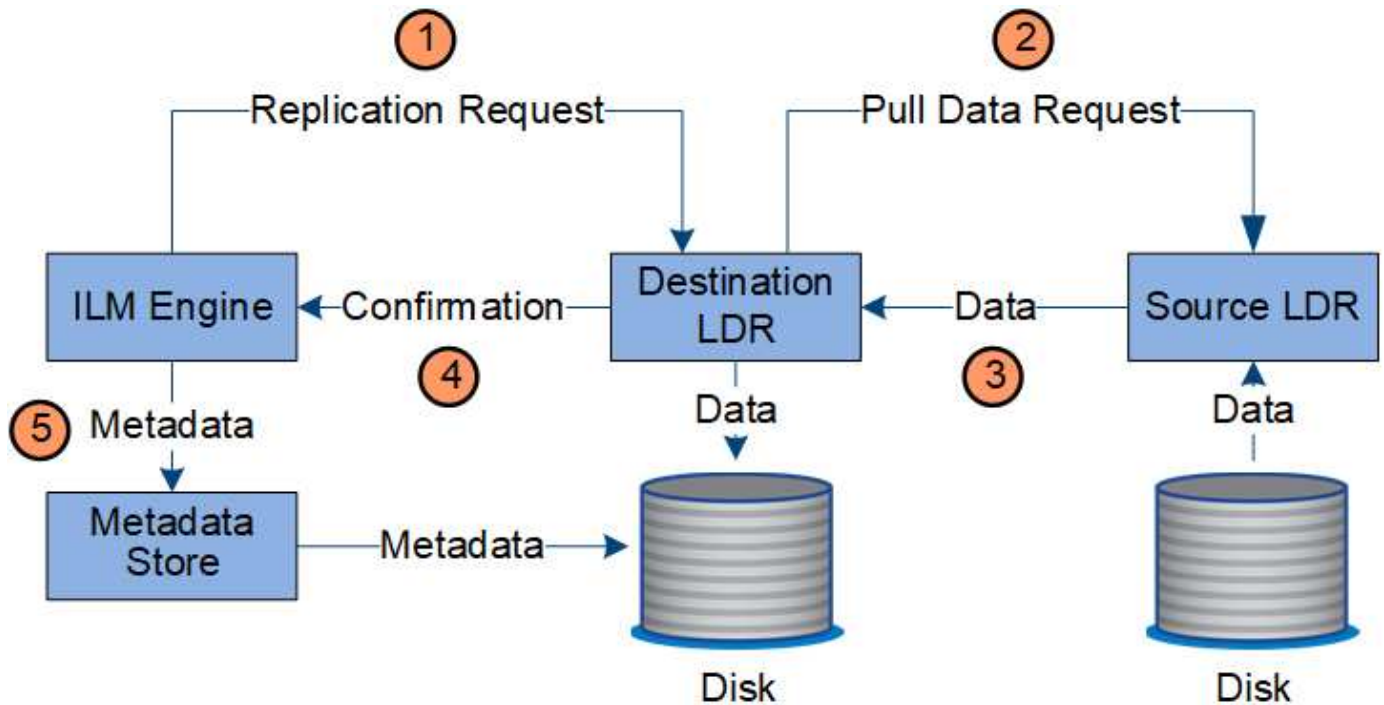 1
2
Replication Request
Pull Data Request
ILM Engine
Confirmation
Destination
LDR
Data
Source LDR
4
3
5
Metadata
Data
Data
Metadata
Store
Metadata
Disk
Disk